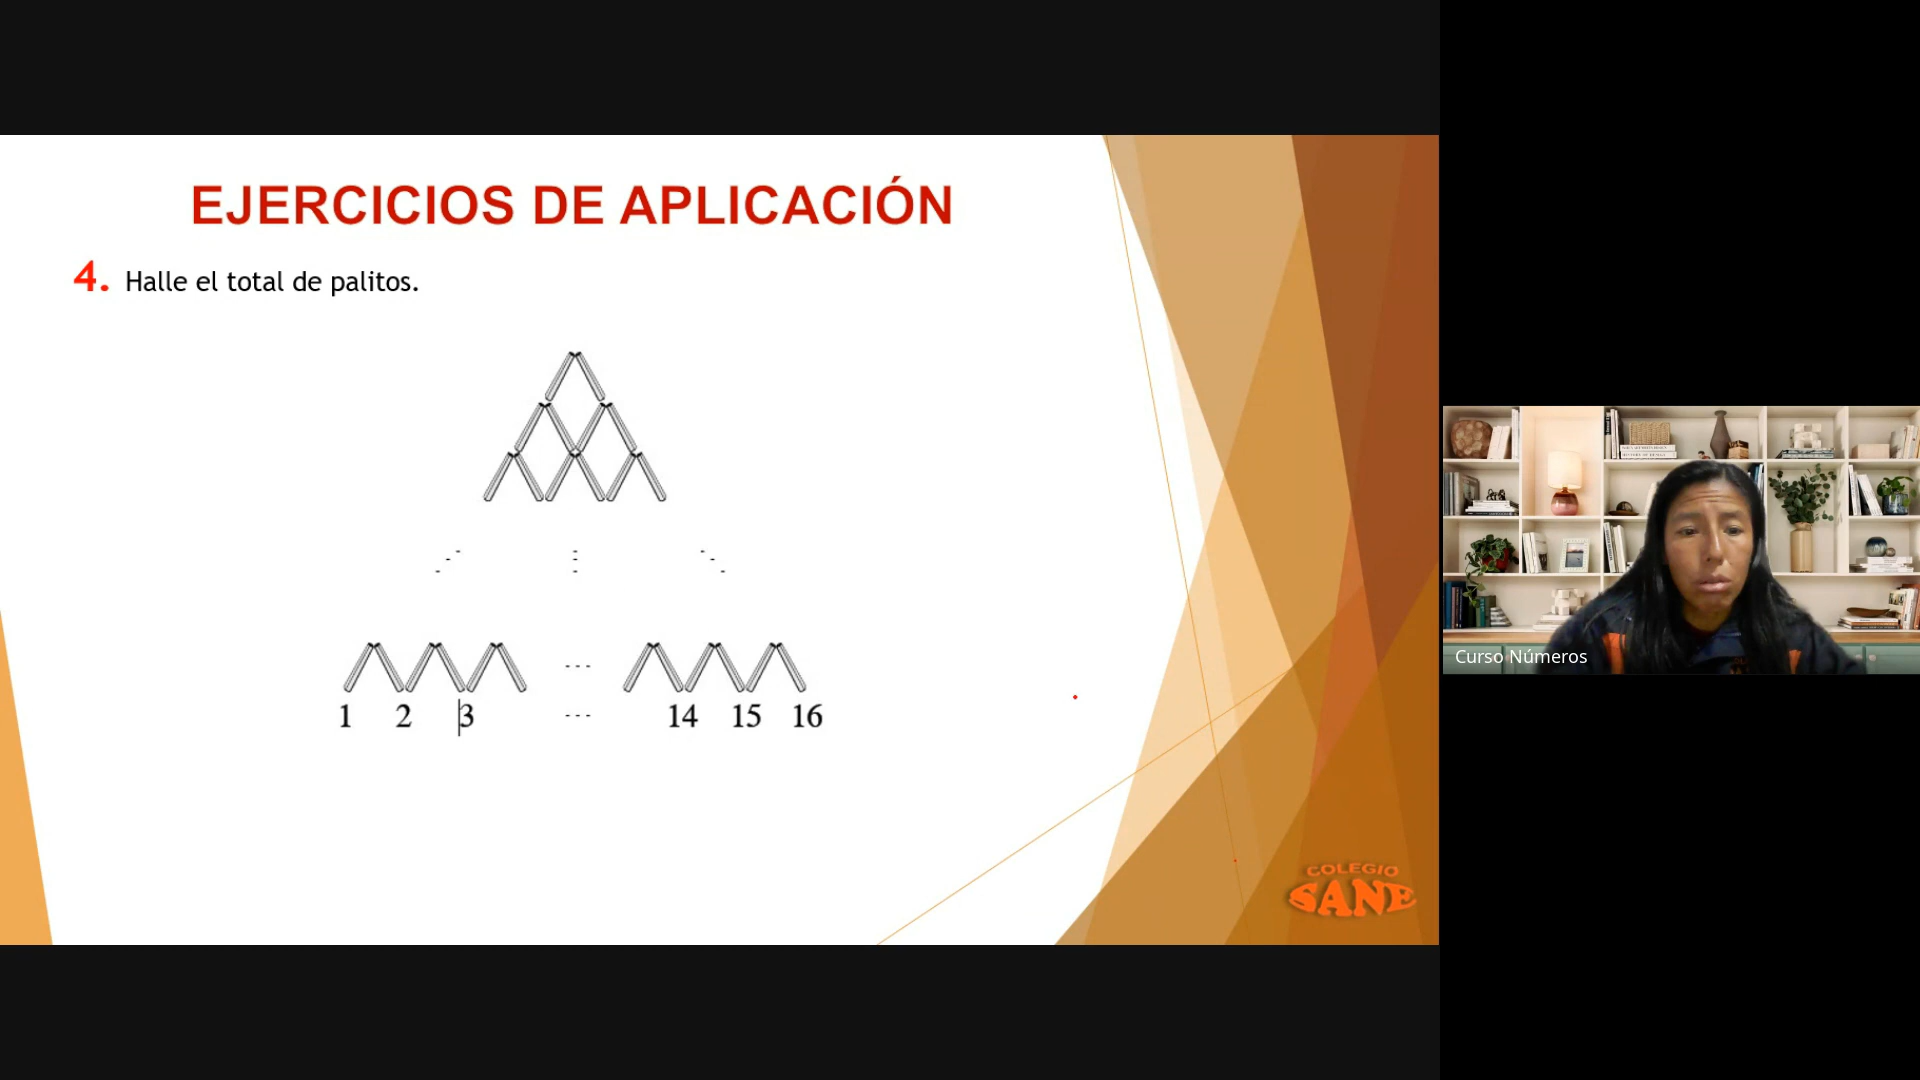 EJERCICIOS DE APLICACIÓN
4. Halle el total de palitos.
1 2 3 --- 14 15 16
COLEGIO
SANE
Curso Números